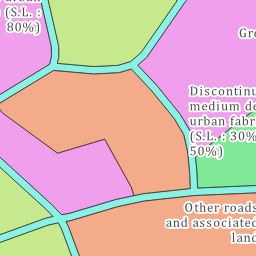 (S.L. :
80%)
Gre
Discontinu
medium de
urban fabr
(S.L. : 30%
50%)
Other roads
and associated
land